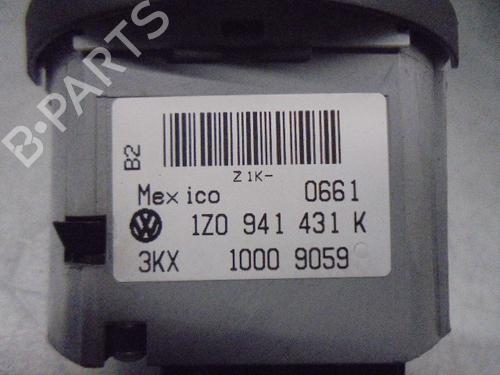 B-PARTS
B2
Z1K-
Mexico 0661
1Z0 941 431 K
3KX 1000 9059